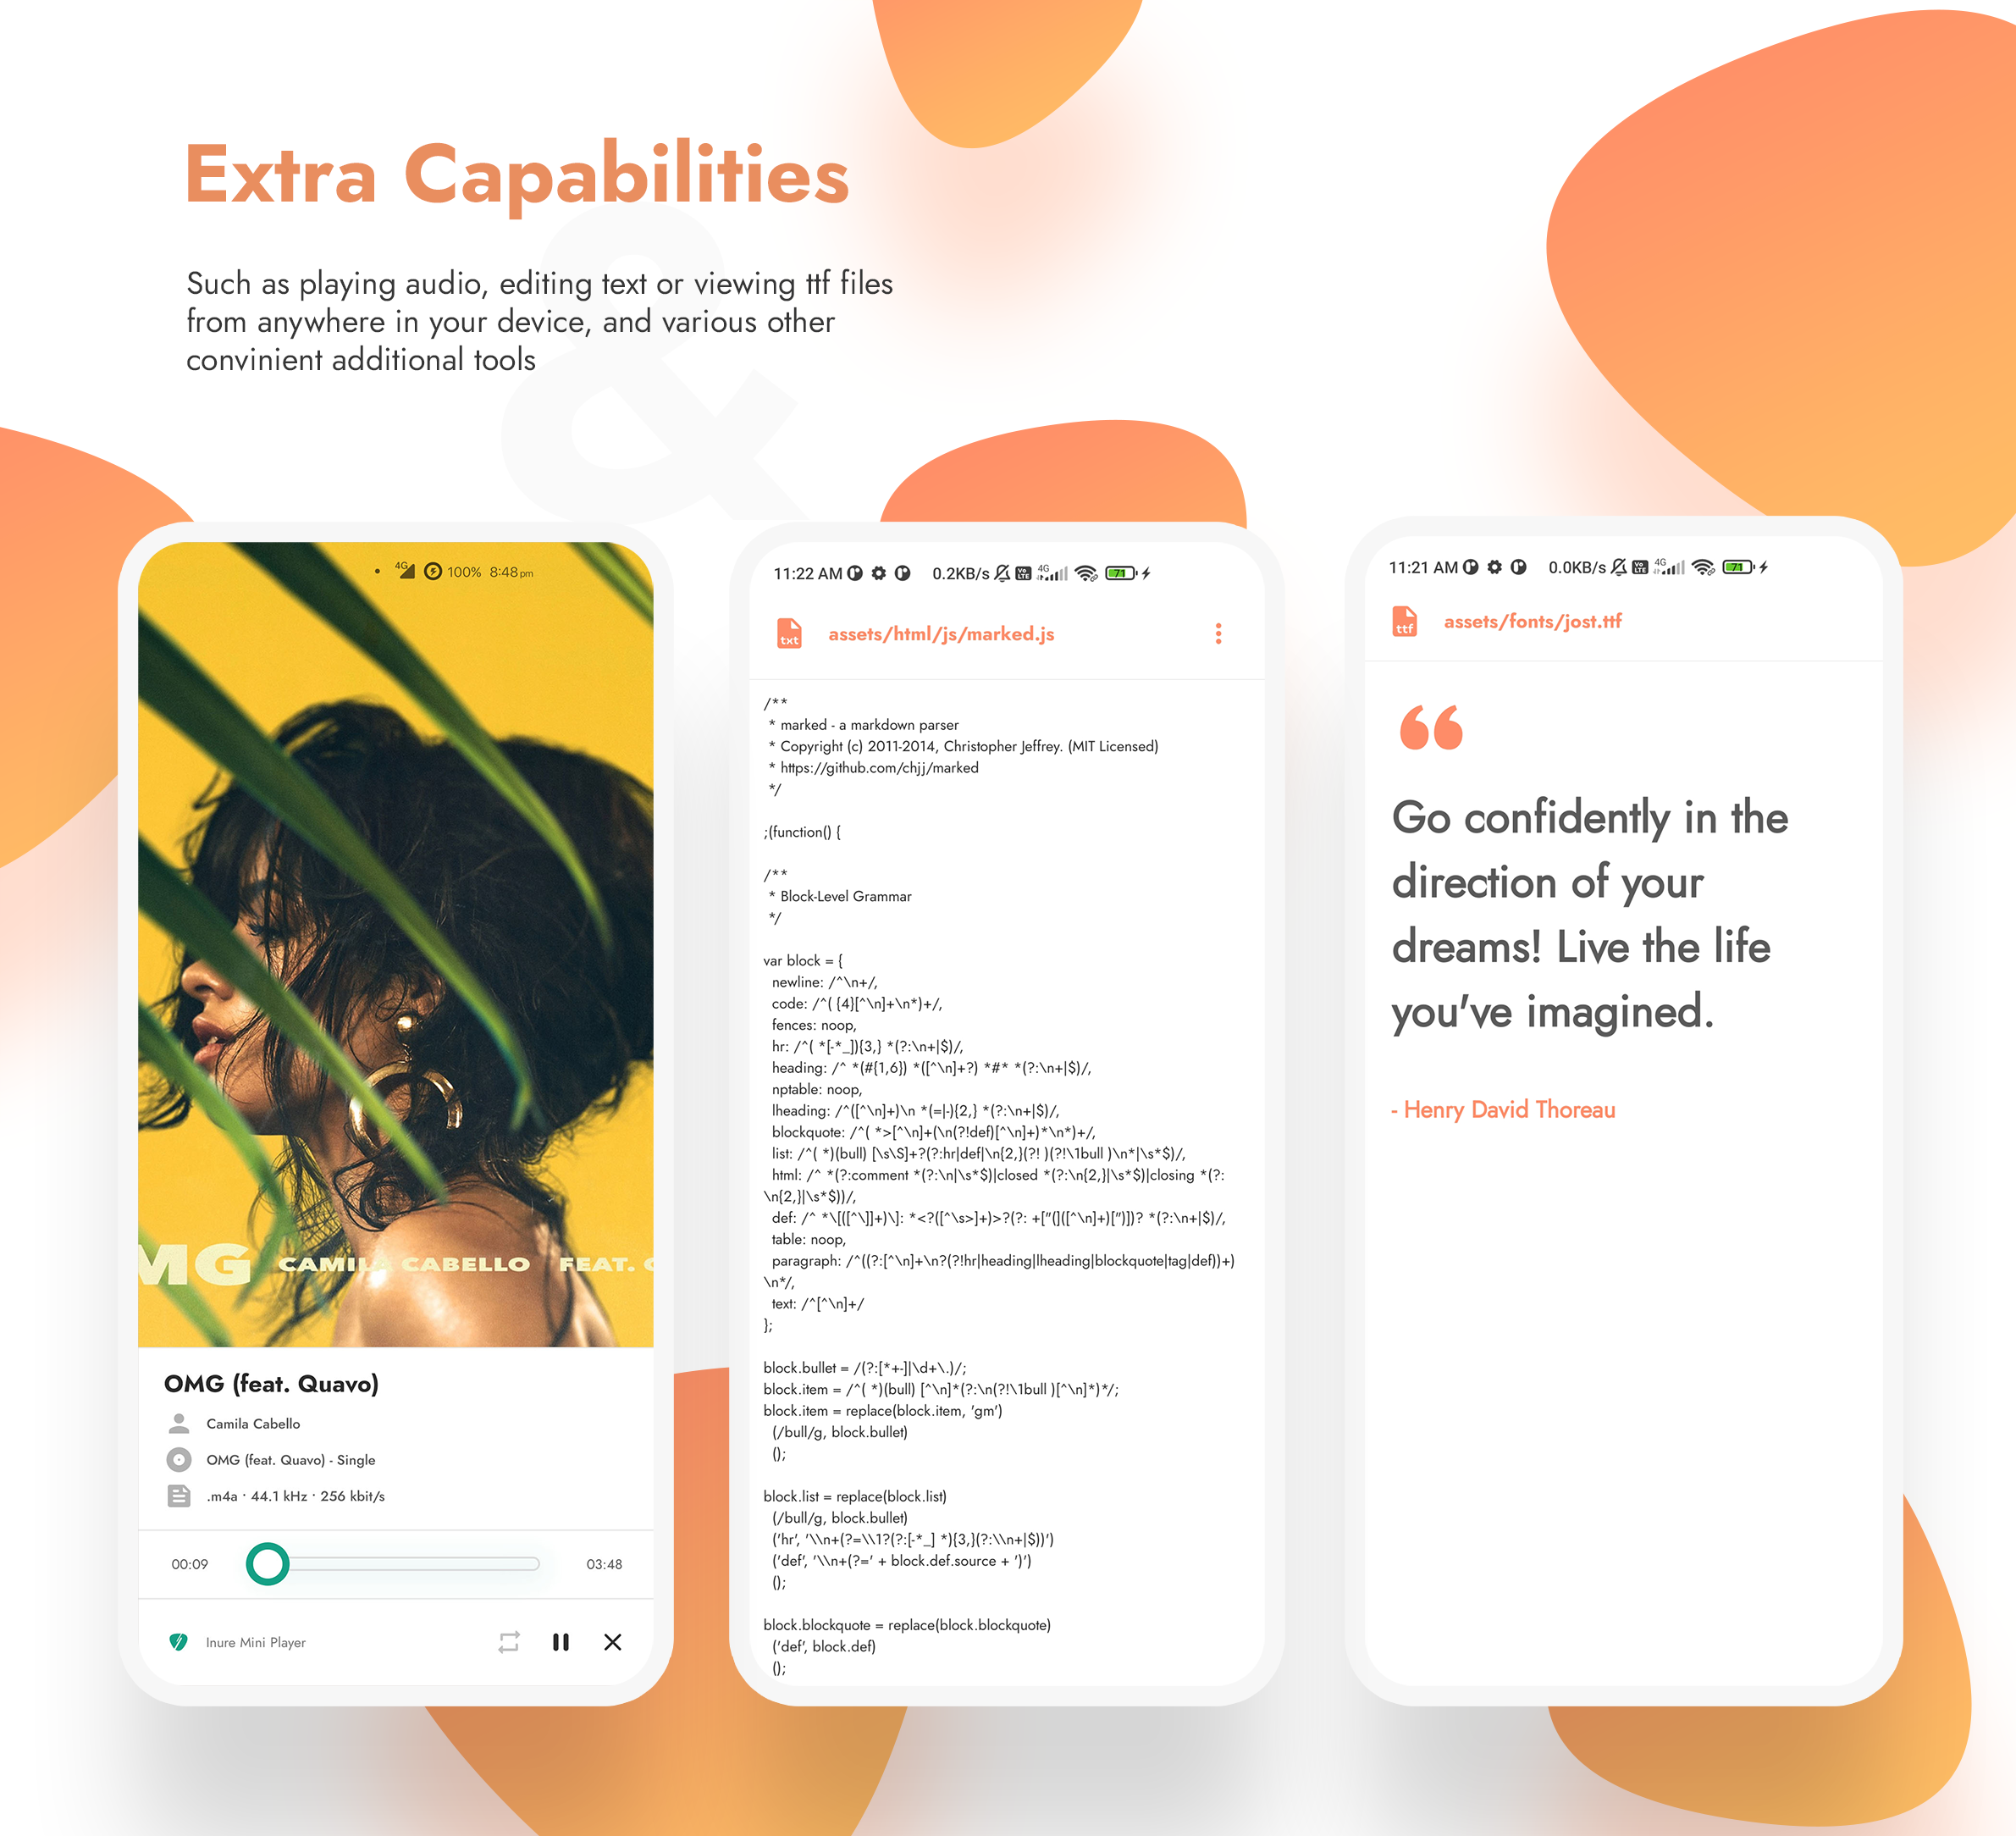 Extra Capabilities
&
Such as playing audio, editing text or viewing ttf files
from anywhere in your device, and various other
convinient additional tools
4G 100% 8:48pm
MG CAMILA CABELLO FEAT.
OMG (feat. Quavo)
Camila Cabello
OMG (feat. Quavo) - Single
.m4a · 44.1 kHz · 256 kbit/s
00:09 03:48
Inure Mini Player
11:22 AM 0.2KB/s Vo LTE 4G 71
txt assets/html/js/marked.js
/**
 * marked - a markdown parser
 * Copyright (c) 2011-2014, Christopher Jeffrey. (MIT Licensed)
 * https://github.com/chjj/marked
 */
;(function() {
/**
 * Block-Level Grammar
 */
var block = {
  newline: /^\n+/,
  code: /^( {4}[^\n]+\n*)+/,
  fences: noop,
  hr: /^( *[-*_]){3,} *(?:\n+|$)/,
  heading: /^ *(#{1,6}) *([^\n]+?) *#* *(?:\n+|$)/,
  nptable: noop,
  lheading: /^([^\n]+)\n *(=|-){2,} *(?:\n+|$)/,
  blockquote: /^( *>[^\n]+(\n(?!def)[^\n]+)*\n*)+/,
  list: /^( *)(bull) [\s\S]+?(?:hr|def|\n{2,}(?! )(?!\1bull )\n*|\s*$)/,
  html: /^ *(?:comment *(?:\n|\s*$)|closed *(?:\n{2,}|\s*$)|closing *(?:
\n{2,}|\s*$))/,
  def: /^ *\[([^\]]+)\]: *<?([^\s>]+)>?(?: +["(]([^\n]+)[")])? *(?:\n+|$)/,
  table: noop,
  paragraph: /^((?:[^\n]+\n?(?!hr|heading|lheading|blockquote|tag|def))+)
\n*/,
  text: /^[^\n]+/
};
block.bullet = /(?:[*+-]|\d+\.)/;
block.item = /^( *)(bull) [^\n]*(?:\n(?!\1bull )[^\n]*)*/;
block.item = replace(block.item, 'gm')
  (/bull/g, block.bullet)
  ();
block.list = replace(block.list)
  (/bull/g, block.bullet)
  ('hr', '\\n+(?=\\1?(?:[-*_] *){3,}(?:\\n+|$))')
  ('def', '\\n+(?=' + block.def.source + ')')
  ();
block.blockquote = replace(block.blockquote)
  ('def', block.def)
  ();
11:21 AM 0.0KB/s Vo LTE 4G 71
ttf assets/fonts/jost.ttf
“
Go confidently in the
direction of your
dreams! Live the life
you've imagined.
- Henry David Thoreau